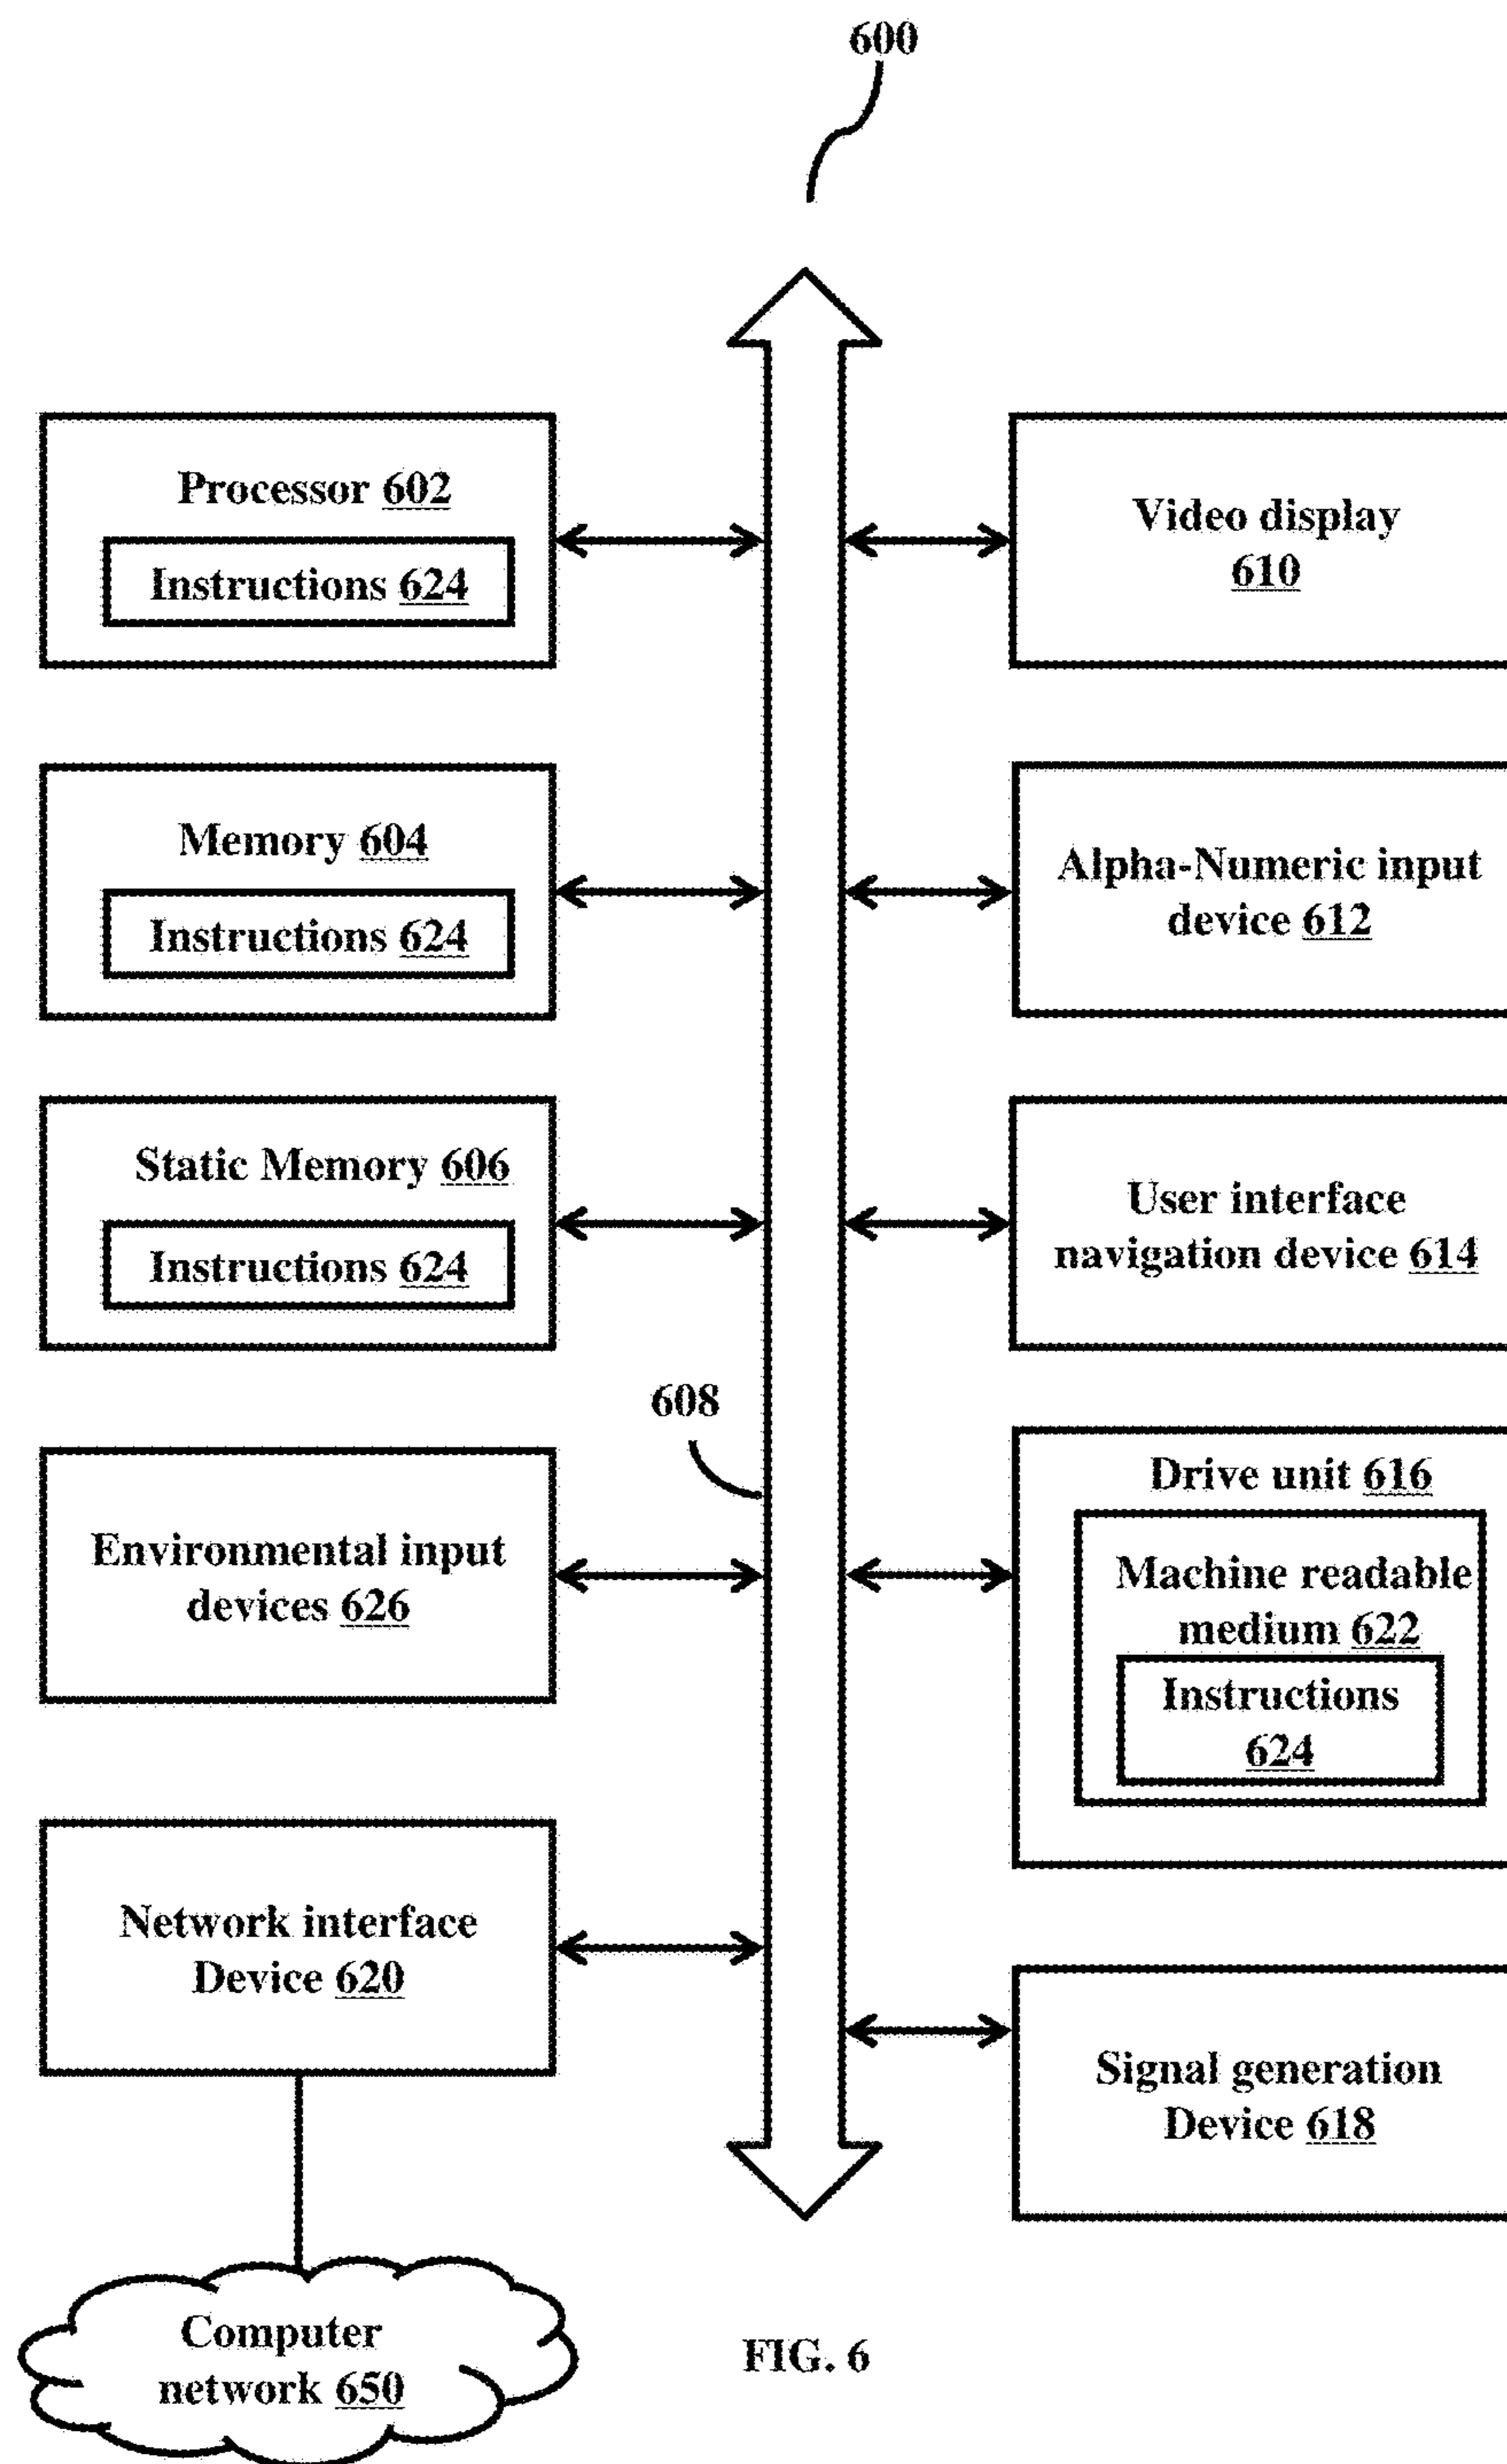 600
Processor 602
Instructions 624
Video display
610
Memory 604
Instructions 624
Alpha-Numeric input
device 612
Static Memory 606
Instructions 624
User interface
navigation device 614
608
Environmental input
devices 626
Drive unit 616
Machine readable
medium 622
Instructions
624
Network interface
Device 620
Signal generation
Device 618
Computer
network 650
FIG. 6